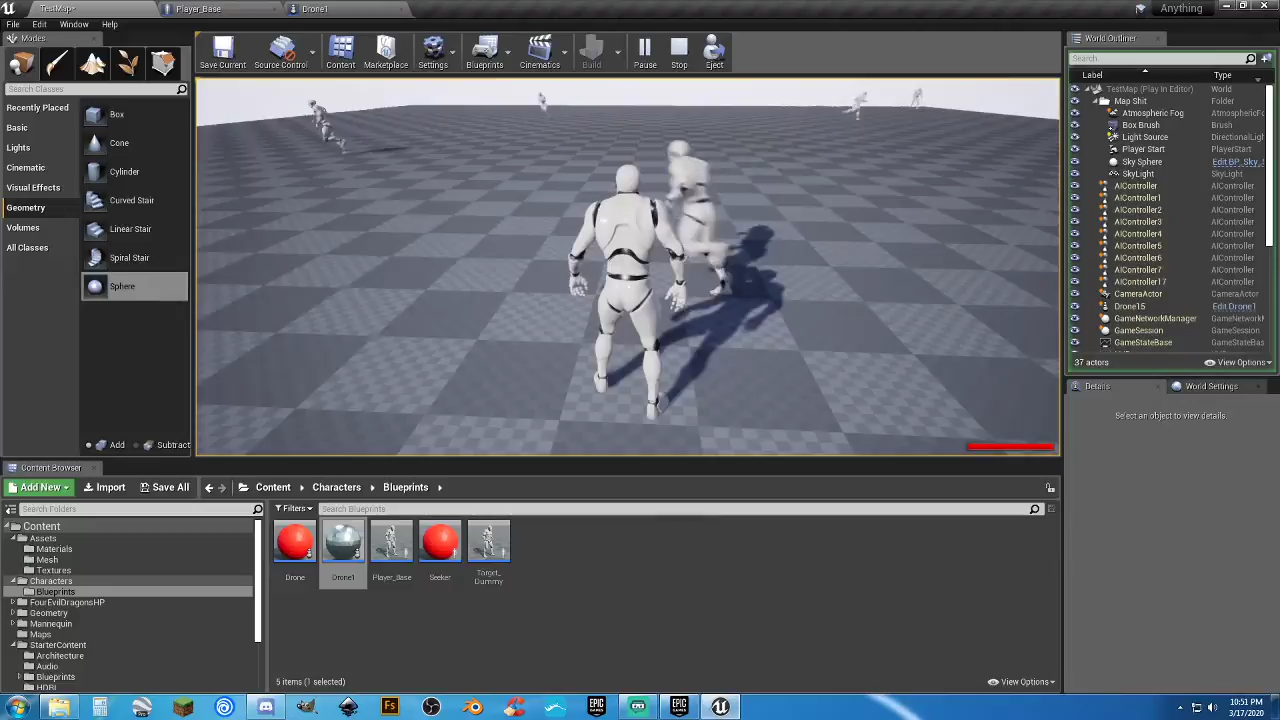 TestMap*
Player_Base
Drone1
Anything
File
Edit
Window
Help
Modes
Search Classes
Recently Placed
Basic
Lights
Cinematic
Visual Effects
Geometry
Volumes
All Classes
Box
Cone
Cylinder
Curved Stair
Linear Stair
Spiral Stair
Sphere
Add
Subtract
Save Current
Source Control
Content
Marketplace
Settings
Blueprints
Cinematics
Build
Pause
Stop
Eject
World Outliner
Search
Label
Type
TestMap (Play In Editor)
World
Map Shit
Folder
Atmospheric Fog
AtmosphericF
Box Brush
Brush
Light Source
DirectionalLigh
Player Start
PlayerStart
Sky Sphere
Edit BP_Sky_S
SkyLight
SkyLight
AIController
AIController
AIController1
AIController
AIController2
AIController
AIController3
AIController
AIController4
AIController
AIController5
AIController
AIController6
AIController
AIController7
AIController
AIController17
AIController
CameraActor
CameraActor
Drone15
Edit Drone1
GameNetworkManager
GameNetworkM
GameSession
GameSession
GameStateBase
GameStateBas
37 actors
View Options
Details
World Settings
Select an object to view details.
Content Browser
Add New
Import
Save All
Content
Characters
Blueprints
Search Folders
Filters
Search Blueprints
Content
Assets
Materials
Mesh
Textures
Characters
Blueprints
FourEvilDragonsHP
Geometry
Mannequin
Maps
StarterContent
Architecture
Audio
Blueprints
HDRI
Drone
Drone1
Player_Base
Seeker
Target_
Dummy
5 items (1 selected)
View Options
10:51 PM
3/17/2020